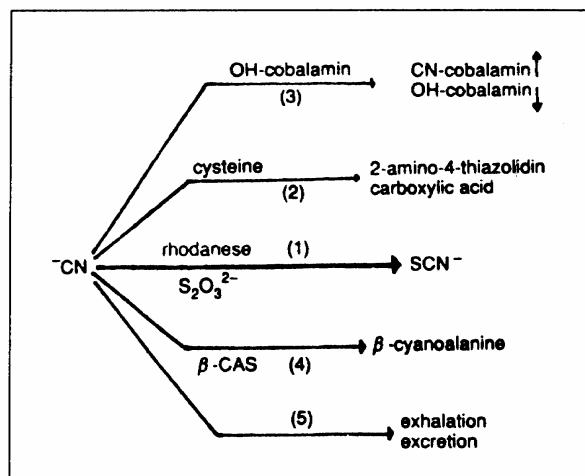 OH-cobalamin
(3)
CN-cobalamin
OH-cobalamin
cysteine
(2)
2-amino-4-thiazolidin
carboxylic acid
⁻CN
rhodanese
(1)
S₂O₃²⁻
SCN⁻
β-CAS (4)
β-cyanoalanine
(5)
exhalation
excretion